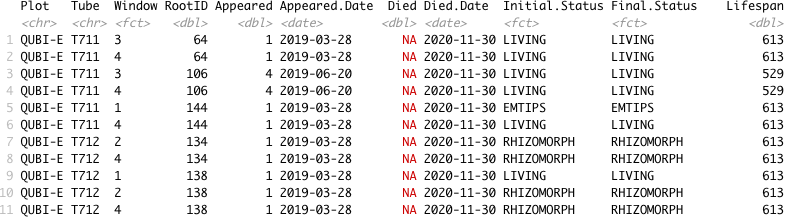 Plot Tube Window RootID Appeared Appeared.Date Died Died.Date Initial.Status Final.Status Lifespan
<chr> <chr> <fct> <dbl> <dbl> <date> <dbl> <date> <fct> <fct> <dbl>
1 QUBI-E T711 3 64 1 2019-03-28 NA 2020-11-30 LIVING LIVING 613
2 QUBI-E T711 4 64 1 2019-03-28 NA 2020-11-30 LIVING LIVING 613
3 QUBI-E T711 3 106 4 2019-06-20 NA 2020-11-30 LIVING LIVING 529
4 QUBI-E T711 4 106 4 2019-06-20 NA 2020-11-30 LIVING LIVING 529
5 QUBI-E T711 1 144 1 2019-03-28 NA 2020-11-30 EMTIPS EMTIPS 613
6 QUBI-E T711 4 144 1 2019-03-28 NA 2020-11-30 LIVING LIVING 613
7 QUBI-E T712 2 134 1 2019-03-28 NA 2020-11-30 RHIZOMORPH RHIZOMORPH 613
8 QUBI-E T712 4 134 1 2019-03-28 NA 2020-11-30 RHIZOMORPH RHIZOMORPH 613
9 QUBI-E T712 1 138 1 2019-03-28 NA 2020-11-30 LIVING LIVING 613
10 QUBI-E T712 2 138 1 2019-03-28 NA 2020-11-30 RHIZOMORPH RHIZOMORPH 613
11 QUBI-E T712 4 138 1 2019-03-28 NA 2020-11-30 RHIZOMORPH RHIZOMORPH 613